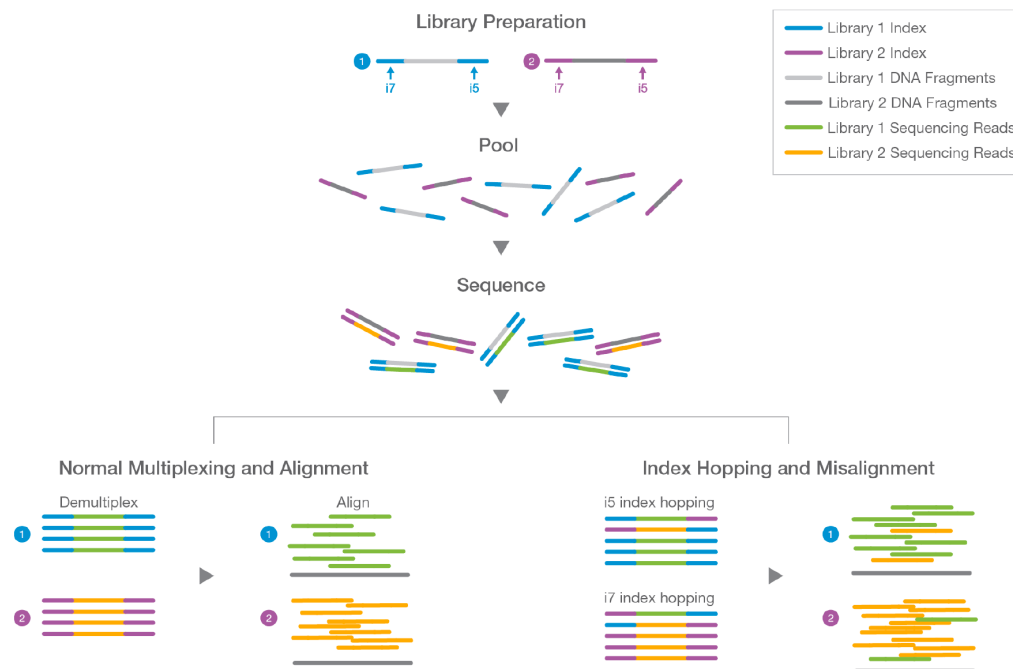 Library Preparation
1
2
i7
i5
i7
i5
Library 1 Index
Library 2 Index
Library 1 DNA Fragments
Library 2 DNA Fragments
Library 1 Sequencing Reads
Library 2 Sequencing Reads
Pool
Sequence
Normal Multiplexing and Alignment
Demultiplex
Align
1
1
2
2
Index Hopping and Misalignment
i5 index hopping
1
i7 index hopping
2